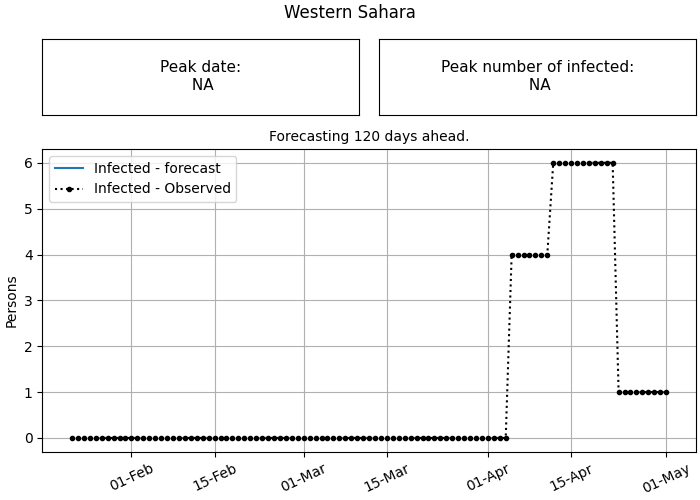 Western Sahara
Peak date:
NA
Peak number of infected:
NA
Forecasting 120 days ahead.
Infected - forecast
Infected - Observed
Persons
6
5
4
3
2
1
0
01-Feb
15-Feb
01-Mar
15-Mar
01-Apr
15-Apr
01-May